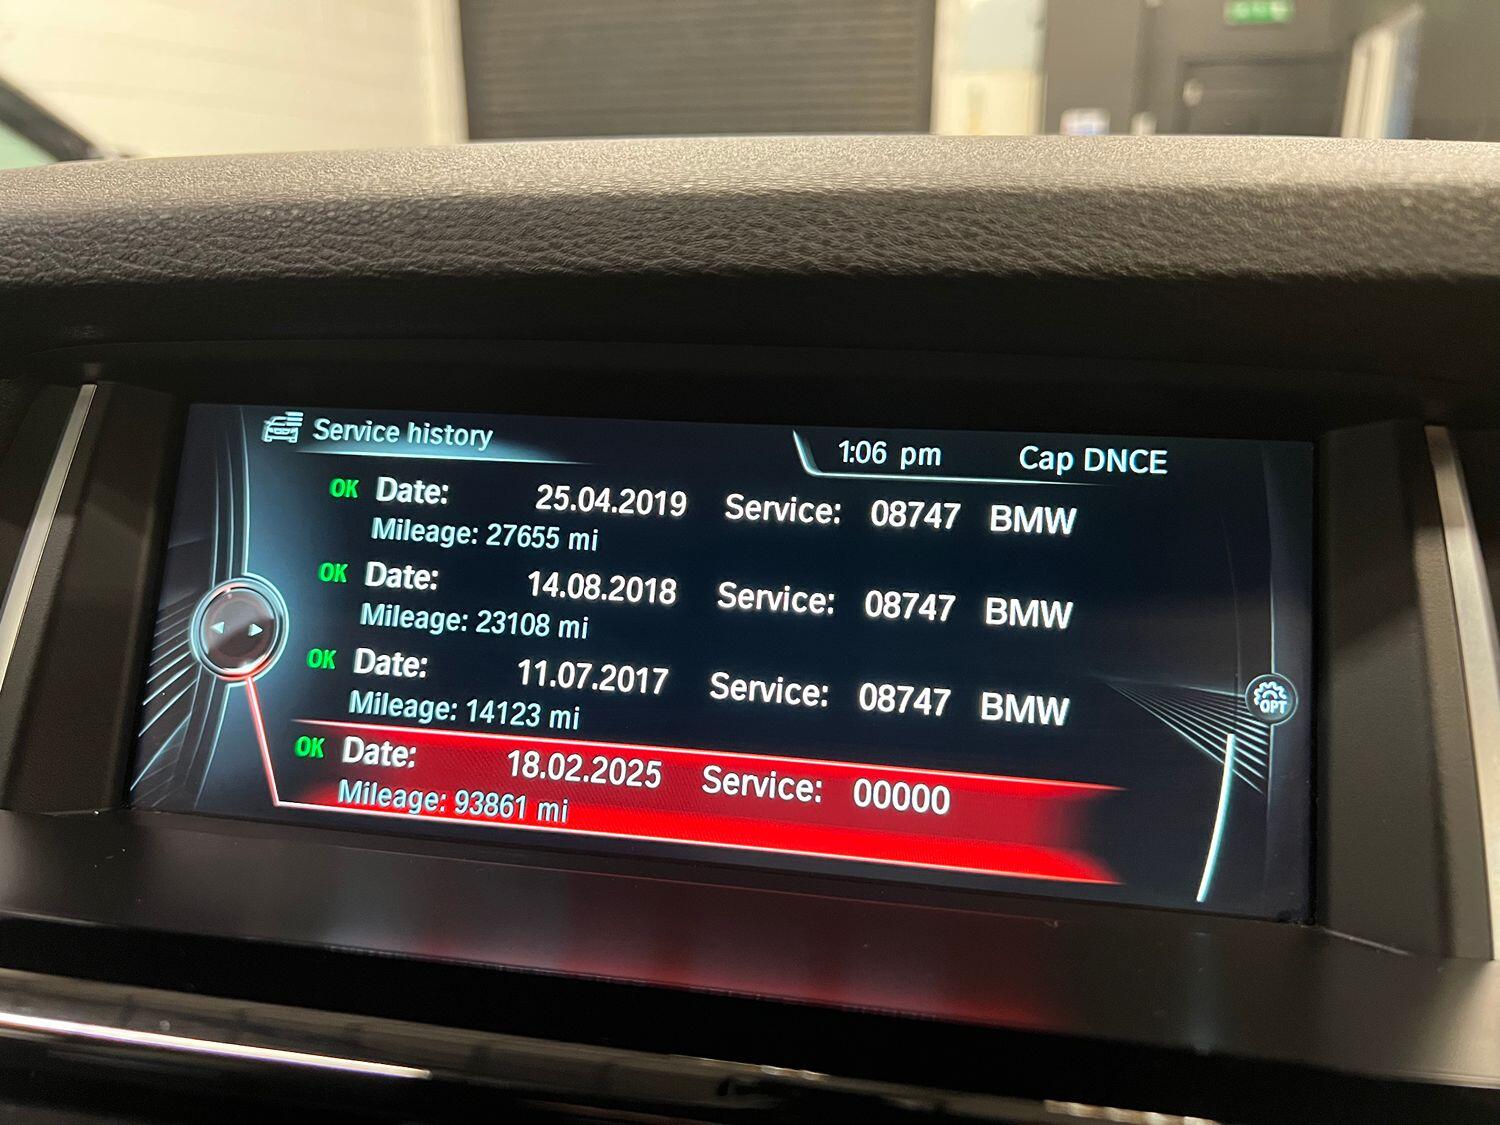 Service history
1:06 pm Cap DNCE
OK Date: 25.04.2019 Service: 08747 BMW
Mileage: 27655 mi
OK Date: 14.08.2018 Service: 08747 BMW
Mileage: 23108 mi
OK Date: 11.07.2017 Service: 08747 BMW
Mileage: 14123 mi
OPT
OK Date: 18.02.2025 Service: 00000
Mileage: 93861 mi